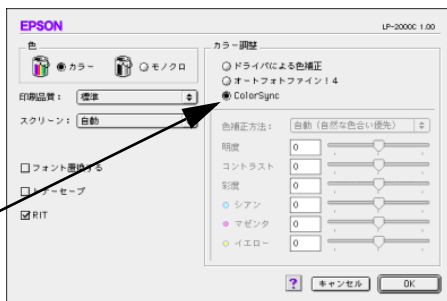 EPSON
LP-2000C 1.00
色
カラー
モノクロ
印刷品質：
標準
スクリーン：
自動
フォント置換する
トナーセーブ
RIT
カラー調整
ドライバによる色補正
オートフォトファイン！4
ColorSync
色補正方法：
自動（自然な色合い優先）
明度
0
コントラスト
0
彩度
0
シアン
0
マゼンタ
0
イエロー
0
?
キャンセル
OK